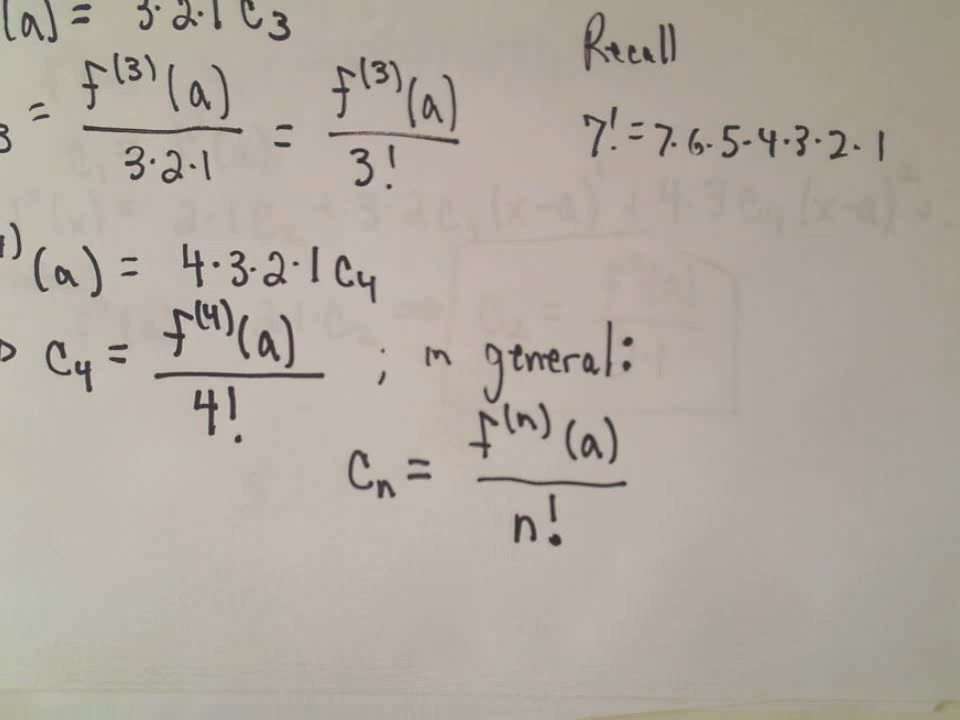 (a) = 3·2·1 C₃
Recall
3 = f⁽³⁾(a) / 3·2·1 = f⁽³⁾(a) / 3!
7! = 7·6·5·4·3·2·1
(a) = 4·3·2·1 C₄
C₄ = f⁽⁴⁾(a) / 4! ; in general:
Cₙ = f⁽ⁿ⁾(a) / n!